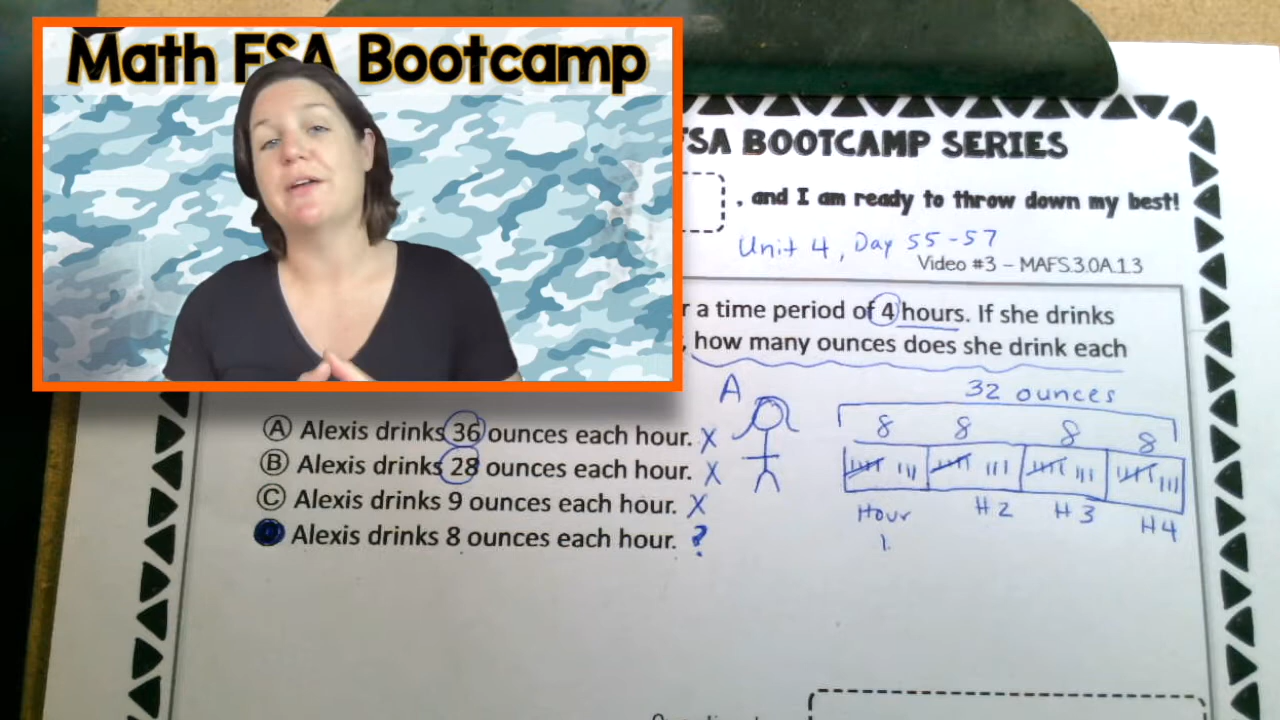 Math FSA Bootcamp
FSA BOOTCAMP SERIES
, and I am ready to throw down my best!
Unit 4, Day 55-57
Video #3 – MAFS.3.OA.1.3
a time period of 4 hours. If she drinks
how many ounces does she drink each
A
32 ounces
8 8 8 8
Hour 1 H2 H3 H4
A Alexis drinks 36 ounces each hour. X
B Alexis drinks 28 ounces each hour. X
C Alexis drinks 9 ounces each hour. X
Alexis drinks 8 ounces each hour. ?